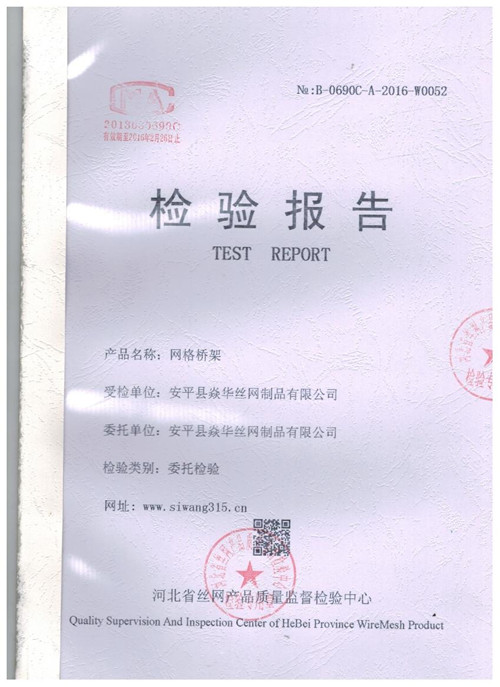 №:B-0690C-A-2016-W0052
检验报告
TEST REPORT
产品名称: 网格桥架
受检单位: 安平县焱华丝网制品有限公司
委托单位: 安平县焱华丝网制品有限公司
检验类别: 委托检验
网址: www.siwang315.cn
河北省丝网产品质量监督检验中心
Quality Supervision And Inspection Center of HeBei Province WireMesh Product